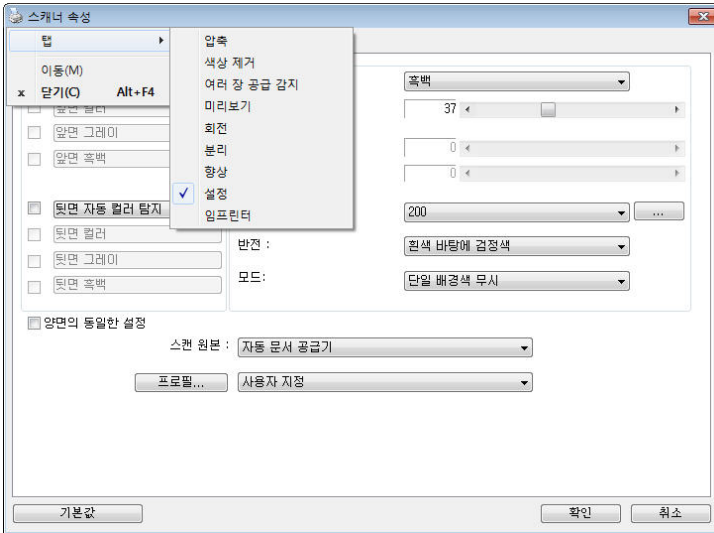 스캐너 속성
탭
이동(M)
x 닫기(C) Alt+F4
압축
색상 제거
여러 장 공급 감지
미리보기
회전
분리
향상
✓ 설정
임프린터
앞면 컬러
앞면 그레이
앞면 흑백
뒷면 자동 컬러 탐지
뒷면 컬러
뒷면 그레이
뒷면 흑백
흑백
37
0
0
200 ...
반전 : 흰색 바탕에 검정색
모드: 단일 배경색 무시
양면의 동일한 설정
스캔 원본 : 자동 문서 공급기
프로필... 사용자 지정
기본값 확인 취소